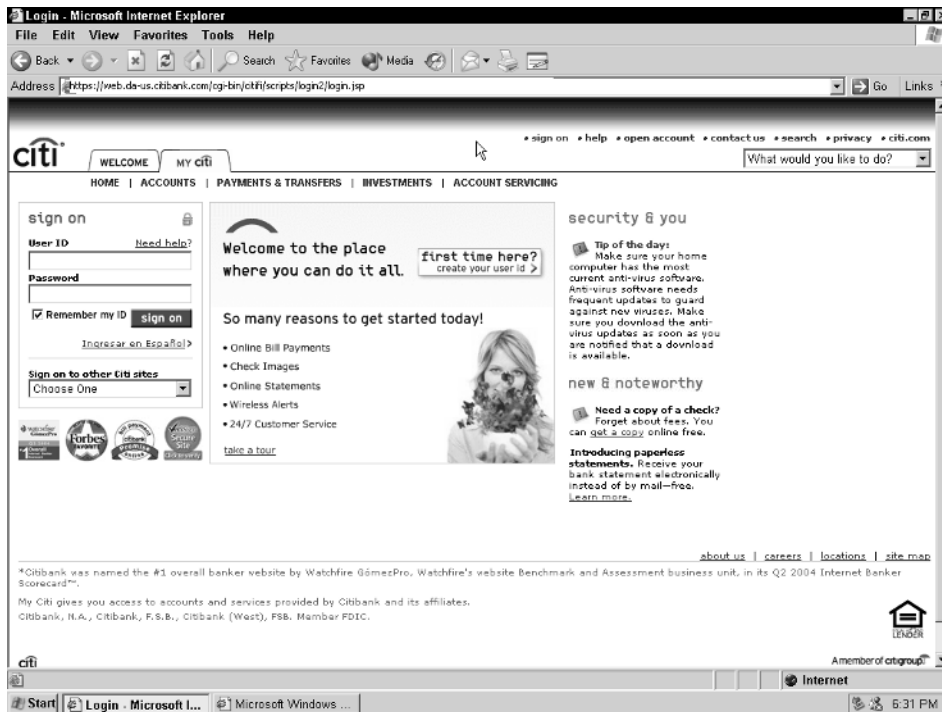 Login - Microsoft Internet Explorer
File Edit View Favorites Tools Help
Back Search Favorites Media
Address https://web.da-us.citibank.com/cgi-bin/citifi/scripts/login2/login.jsp Go Links
• sign on • help • open account • contact us • search • privacy • citi.com
citi WELCOME MY citi What would you like to do?
HOME | ACCOUNTS | PAYMENTS & TRANSFERS | INVESTMENTS | ACCOUNT SERVICING
sign on
User ID Need help?
Password
Remember my ID sign on
Ingresar en Español>
Sign on to other Citi sites
Choose One
Forbes
FAVORITE
Secure
Site
Welcome to the place
where you can do it all.
first time here?
create your user id >
So many reasons to get started today!
• Online Bill Payments
• Check Images
• Online Statements
• Wireless Alerts
• 24/7 Customer Service
take a tour
security & you
Tip of the day:
Make sure your home
computer has the most
current anti-virus software.
Anti-virus software needs
frequent updates to guard
against new viruses. Make
sure you download the anti-
virus updates as soon as you
are notified that a download
is available.
new & noteworthy
Need a copy of a check?
Forget about fees. You
can get a copy online free.
Introducing paperless
statements. Receive your
bank statement electronically
instead of by mail—free.
Learn more.
about us | careers | locations | site map
*Citibank was named the #1 overall banker website by Watchfire GómezPro, Watchfire's website Benchmark and Assessment business unit, in its Q2 2004 Internet Banker
Scorecard™.
My Citi gives you access to accounts and services provided by Citibank and its affiliates.
Citibank, N.A., Citibank, F.S.B., Citibank (West), FSB. Member FDIC.
LENDER
citi A member of citigroup
Internet
Start Login - Microsoft I... Microsoft Windows ... 6:31 PM